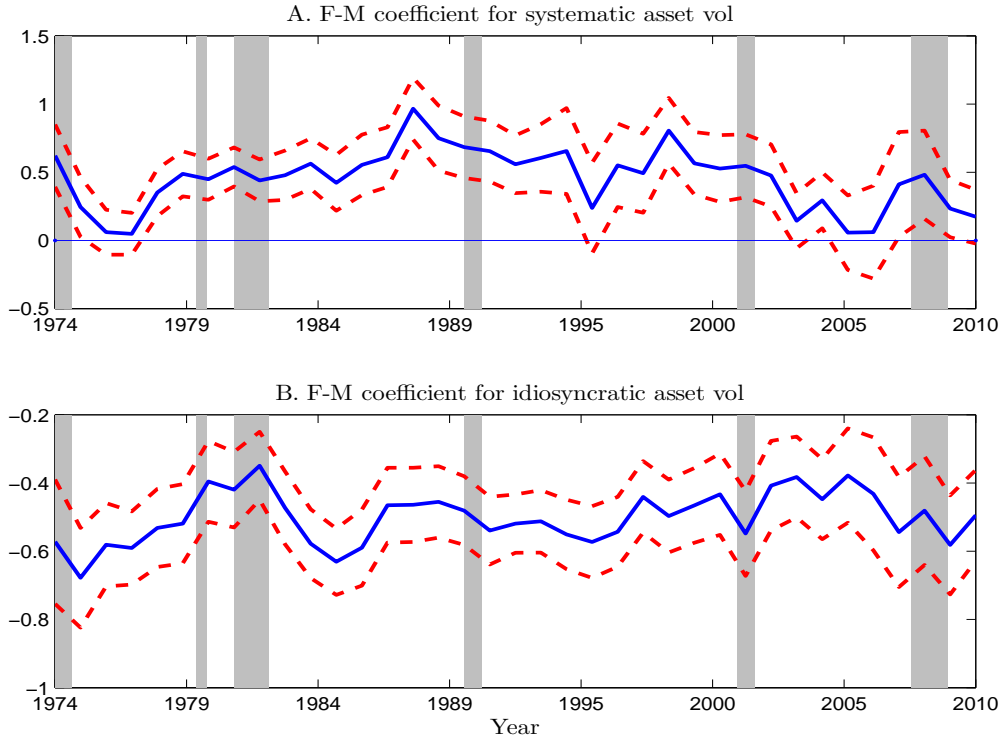 A. F-M coefficient for systematic asset vol
1.5
1
0.5
0
−0.5
1974 1979 1984 1989 1995 2000 2005 2010
B. F-M coefficient for idiosyncratic asset vol
−0.2
−0.4
−0.6
−0.8
−1
1974 1979 1984 1989 1995 2000 2005 2010
Year